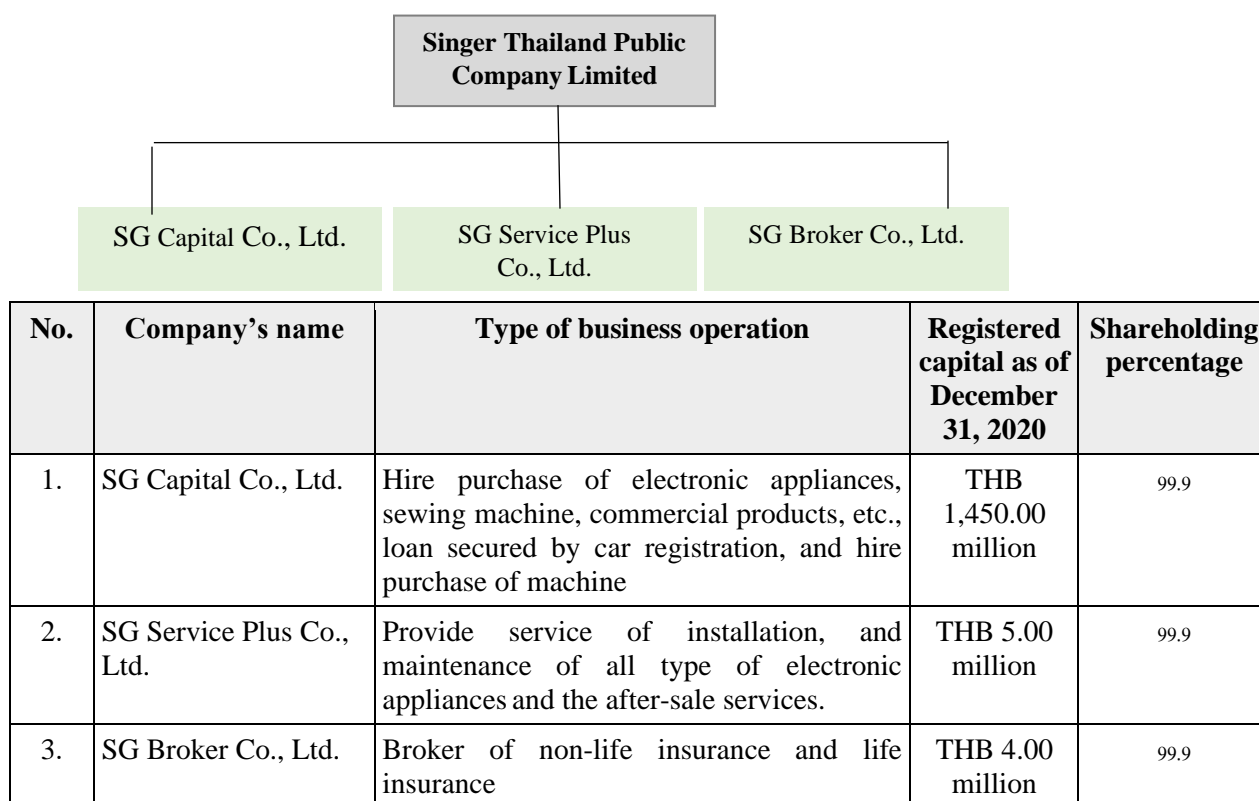 Singer Thailand Public
Company Limited
SG Capital Co., Ltd.
SG Service Plus
Co., Ltd.
SG Broker Co., Ltd.
No.
Company’s name
Type of business operation
Registered
capital as of
December
31, 2020
Shareholding
percentage
1.
SG Capital Co., Ltd.
Hire purchase of electronic appliances,
sewing machine, commercial products, etc.,
loan secured by car registration, and hire
purchase of machine
THB
1,450.00
million
99.9
2.
SG Service Plus Co.,
Ltd.
Provide service of installation, and
maintenance of all type of electronic
appliances and the after-sale services.
THB 5.00
million
99.9
3.
SG Broker Co., Ltd.
Broker of non-life insurance and life
insurance
THB 4.00
million
99.9